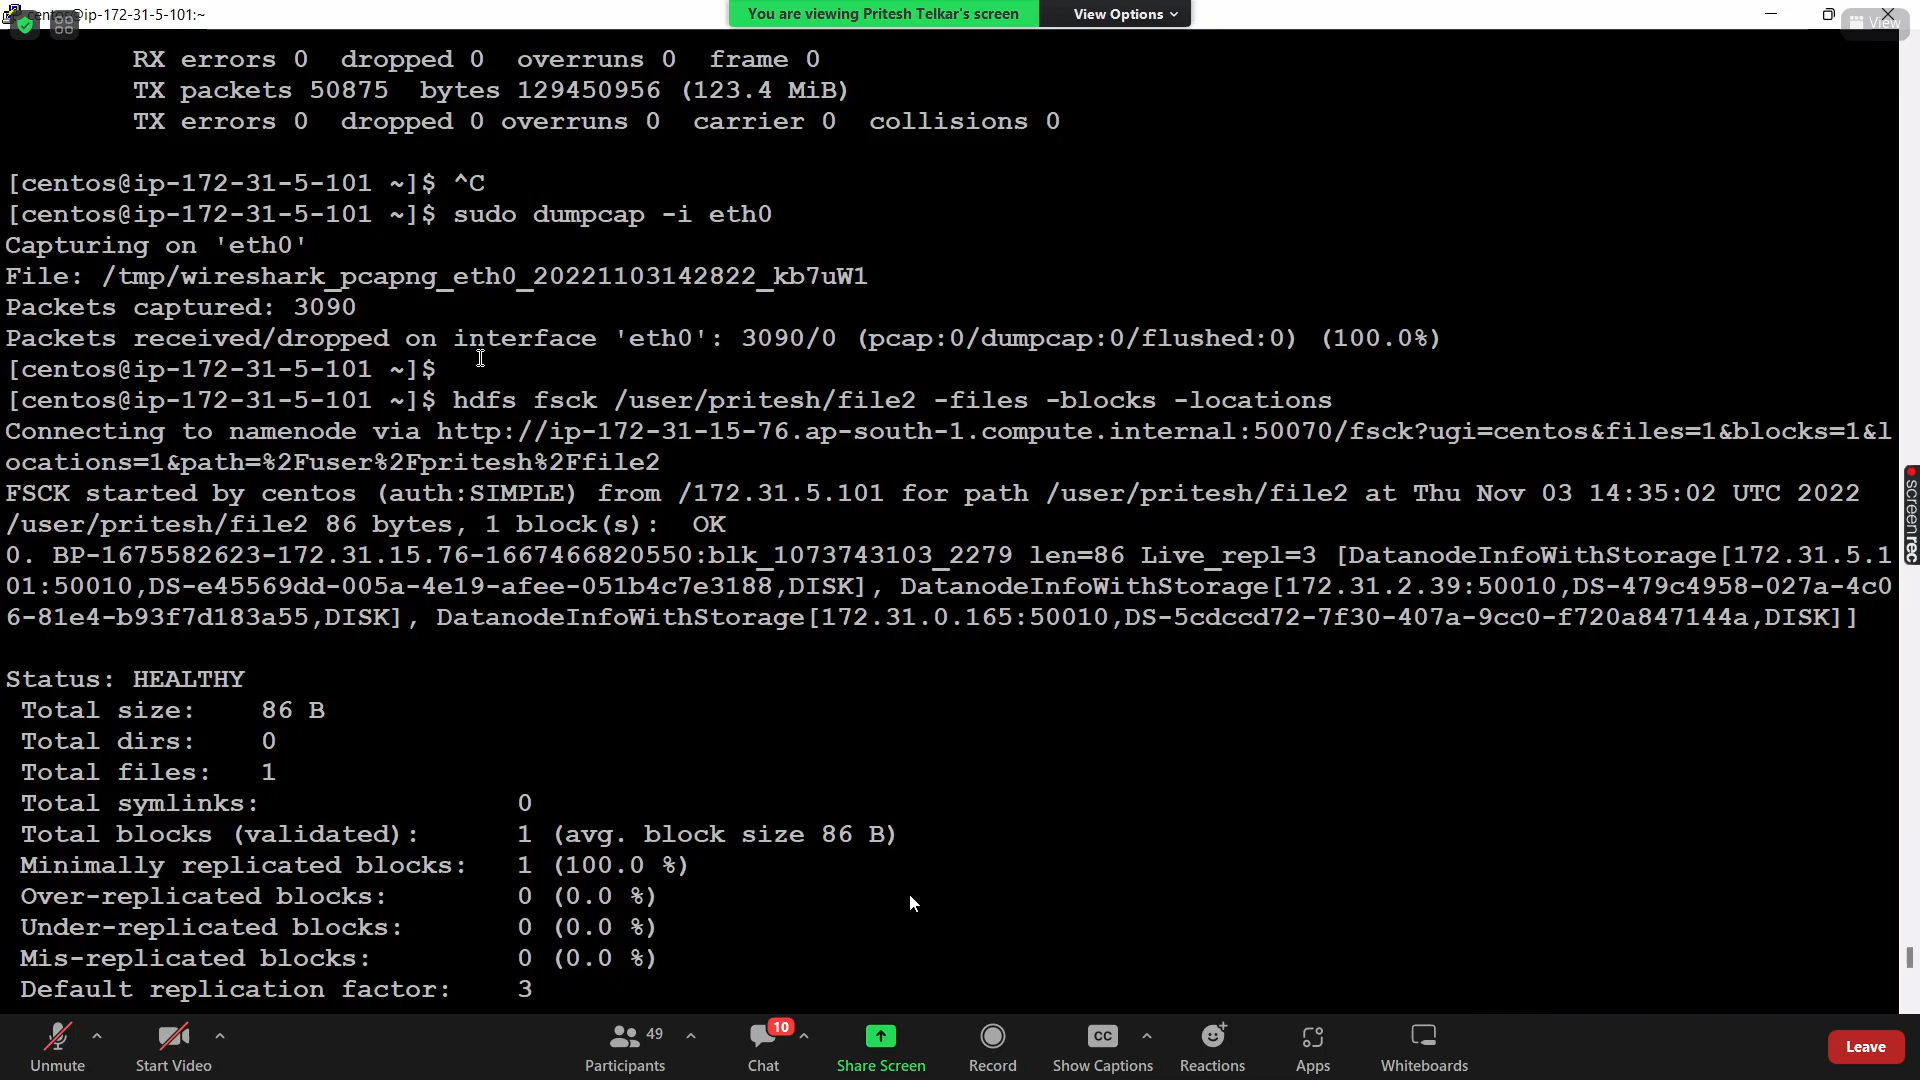 centos@ip-172-31-5-101:~
You are viewing Pritesh Telkar's screen View Options
View
RX errors 0 dropped 0 overruns 0 frame 0
TX packets 50875 bytes 129450956 (123.4 MiB)
TX errors 0 dropped 0 overruns 0 carrier 0 collisions 0
[centos@ip-172-31-5-101 ~]$ ^C
[centos@ip-172-31-5-101 ~]$ sudo dumpcap -i eth0
Capturing on 'eth0'
File: /tmp/wireshark_pcapng_eth0_20221103142822_kb7uW1
Packets captured: 3090
Packets received/dropped on interface 'eth0': 3090/0 (pcap:0/dumpcap:0/flushed:0) (100.0%)
[centos@ip-172-31-5-101 ~]$
[centos@ip-172-31-5-101 ~]$ hdfs fsck /user/pritesh/file2 -files -blocks -locations
Connecting to namenode via http://ip-172-31-15-76.ap-south-1.compute.internal:50070/fsck?ugi=centos&files=1&blocks=1&l
ocations=1&path=%2Fuser%2Fpritesh%2Ffile2
FSCK started by centos (auth:SIMPLE) from /172.31.5.101 for path /user/pritesh/file2 at Thu Nov 03 14:35:02 UTC 2022
/user/pritesh/file2 86 bytes, 1 block(s): OK
0. BP-1675582623-172.31.15.76-1667466820550:blk_1073743103_2279 len=86 Live_repl=3 [DatanodeInfoWithStorage[172.31.5.1
01:50010,DS-e45569dd-005a-4e19-afee-051b4c7e3188,DISK], DatanodeInfoWithStorage[172.31.2.39:50010,DS-479c4958-027a-4c0
6-81e4-b93f7d183a55,DISK], DatanodeInfoWithStorage[172.31.0.165:50010,DS-5cdccd72-7f30-407a-9cc0-f720a847144a,DISK]]
Status: HEALTHY
Total size: 86 B
Total dirs: 0
Total files: 1
Total symlinks: 0
Total blocks (validated): 1 (avg. block size 86 B)
Minimally replicated blocks: 1 (100.0 %)
Over-replicated blocks: 0 (0.0 %)
Under-replicated blocks: 0 (0.0 %)
Mis-replicated blocks: 0 (0.0 %)
Default replication factor: 3
screenrec
49
10
CC
Unmute Start Video Participants Chat Share Screen Record Show Captions Reactions Apps Whiteboards Leave